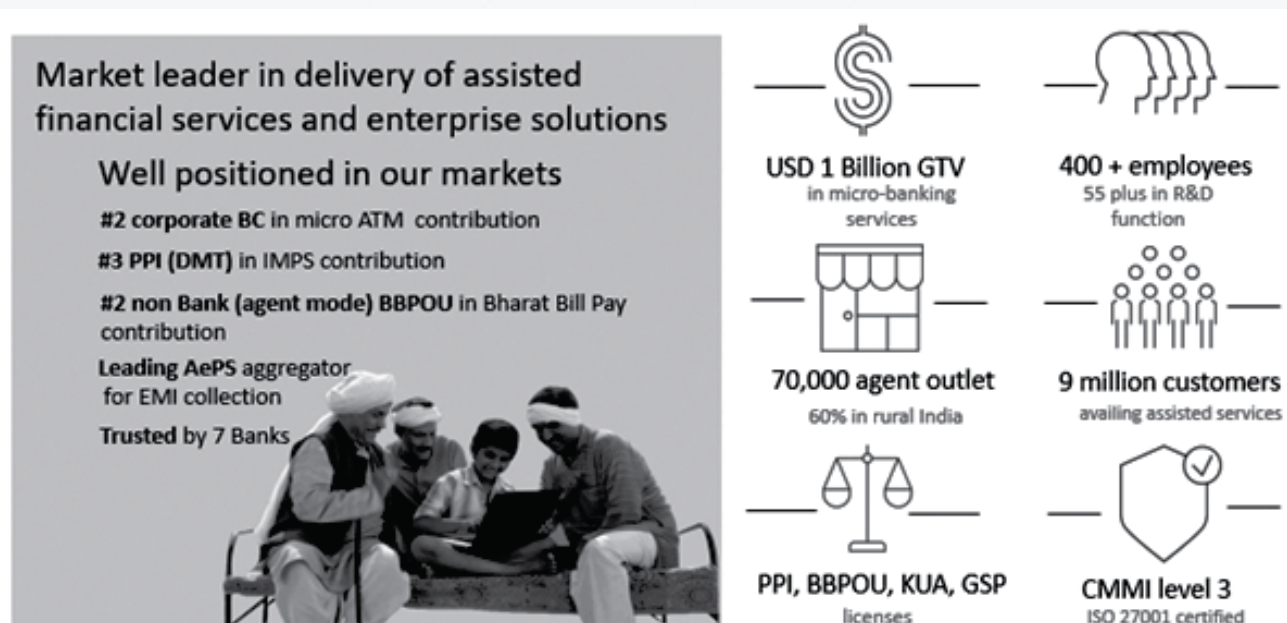 Market leader in delivery of assisted
financial services and enterprise solutions
Well positioned in our markets
#2 corporate BC in micro ATM contribution
#3 PPI (DMT) in IMPS contribution
#2 non Bank (agent mode) BBPOU in Bharat Bill Pay
contribution
Leading AePS aggregator
for EMI collection
Trusted by 7 Banks
USD 1 Billion GTV
in micro-banking
services
400 + employees
55 plus in R&D
function
70,000 agent outlet
60% in rural India
9 million customers
availing assisted services
PPI, BBPOU, KUA, GSP
licenses
CMMI level 3
ISO 27001 certified